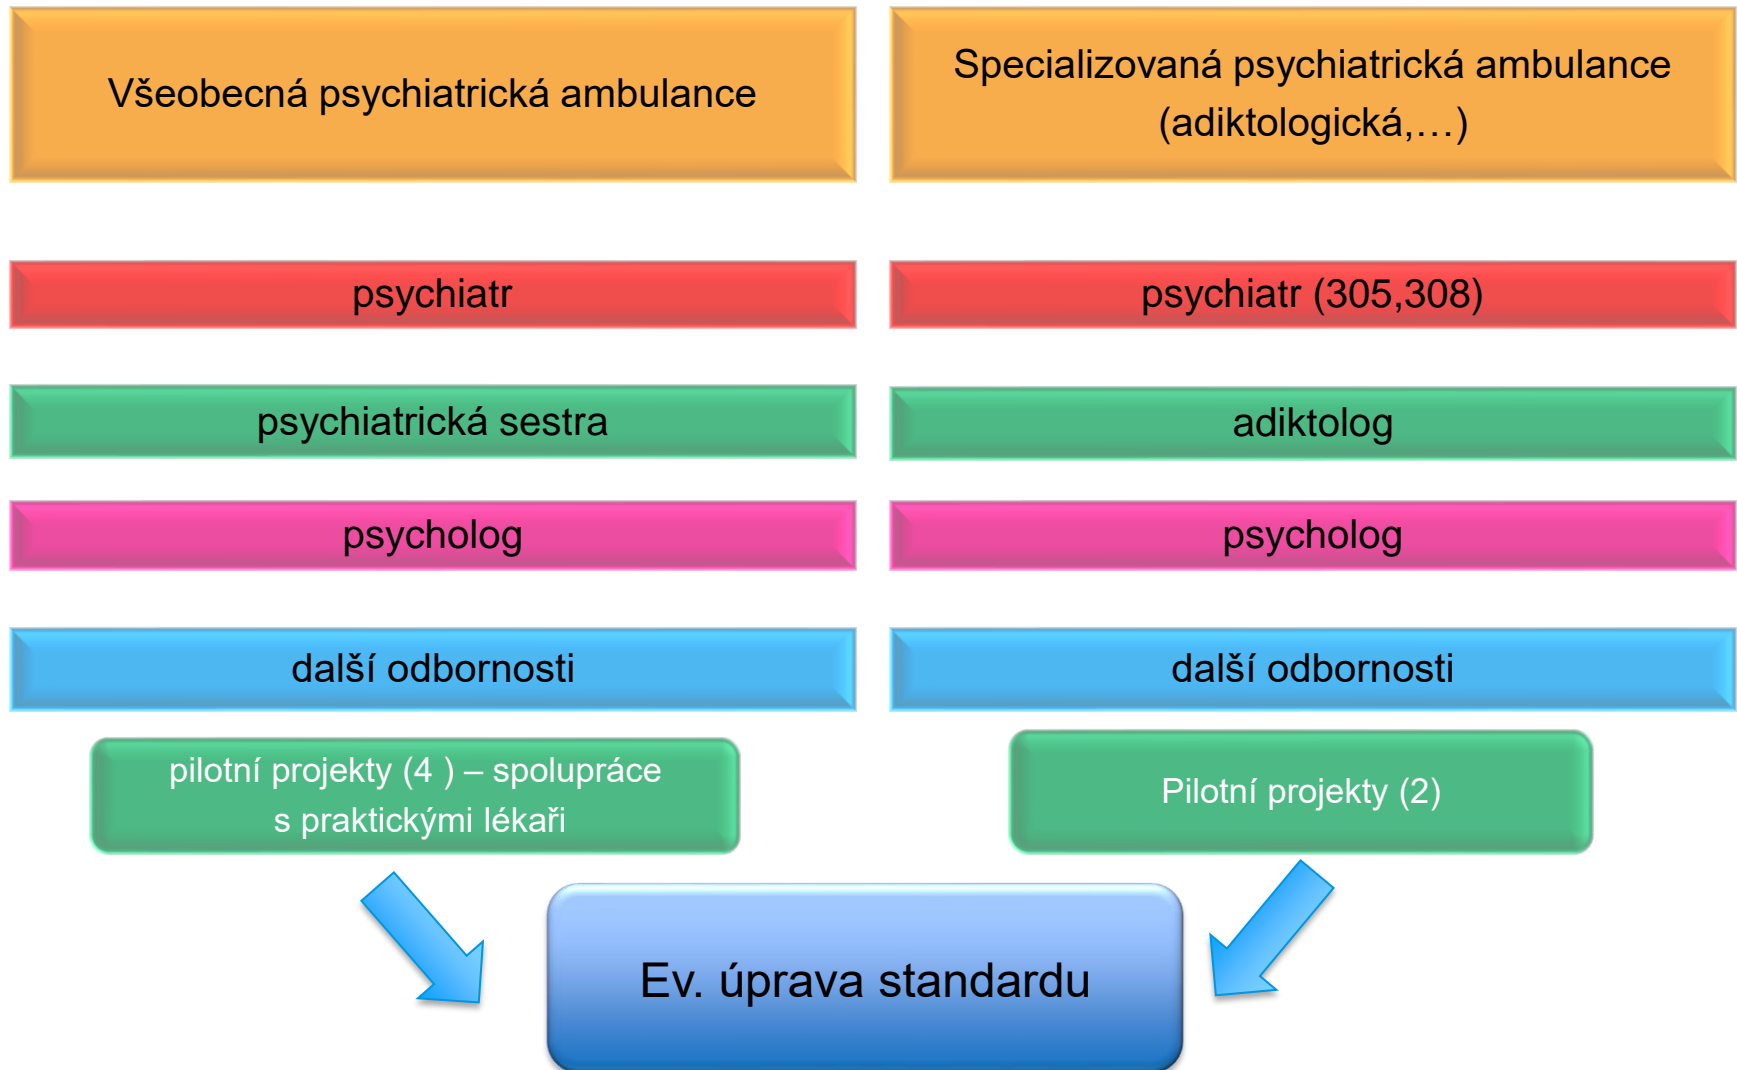 Všeobecná psychiatrická ambulance
Specializovaná psychiatrická ambulance
(adiktologická,…)
psychiatr
psychiatr (305,308)
psychiatrická sestra
adiktolog
psycholog
psycholog
další odbornosti
další odbornosti
pilotní projekty (4 ) – spolupráce
s praktickými lékaři
Pilotní projekty (2)
Ev. úprava standardu